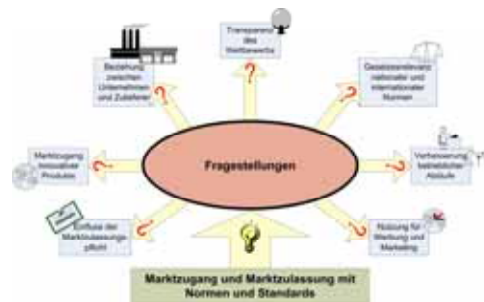 Transparenz
des
Wettbewerbs
Beziehung
zwischen
Unternehmen
und Zulieferer
Gesetzesrelevanz
nationaler und
internationaler
Normen
Marktzugang
innovativer
Produkte
Fragestellungen
Verbesserung
betrieblicher
Abläufe
Einfluss der
Marktzulassungs-
pflicht
Nutzung für
Werbung und
Marketing
Marktzugang und Marktzulassung mit
Normen und Standards